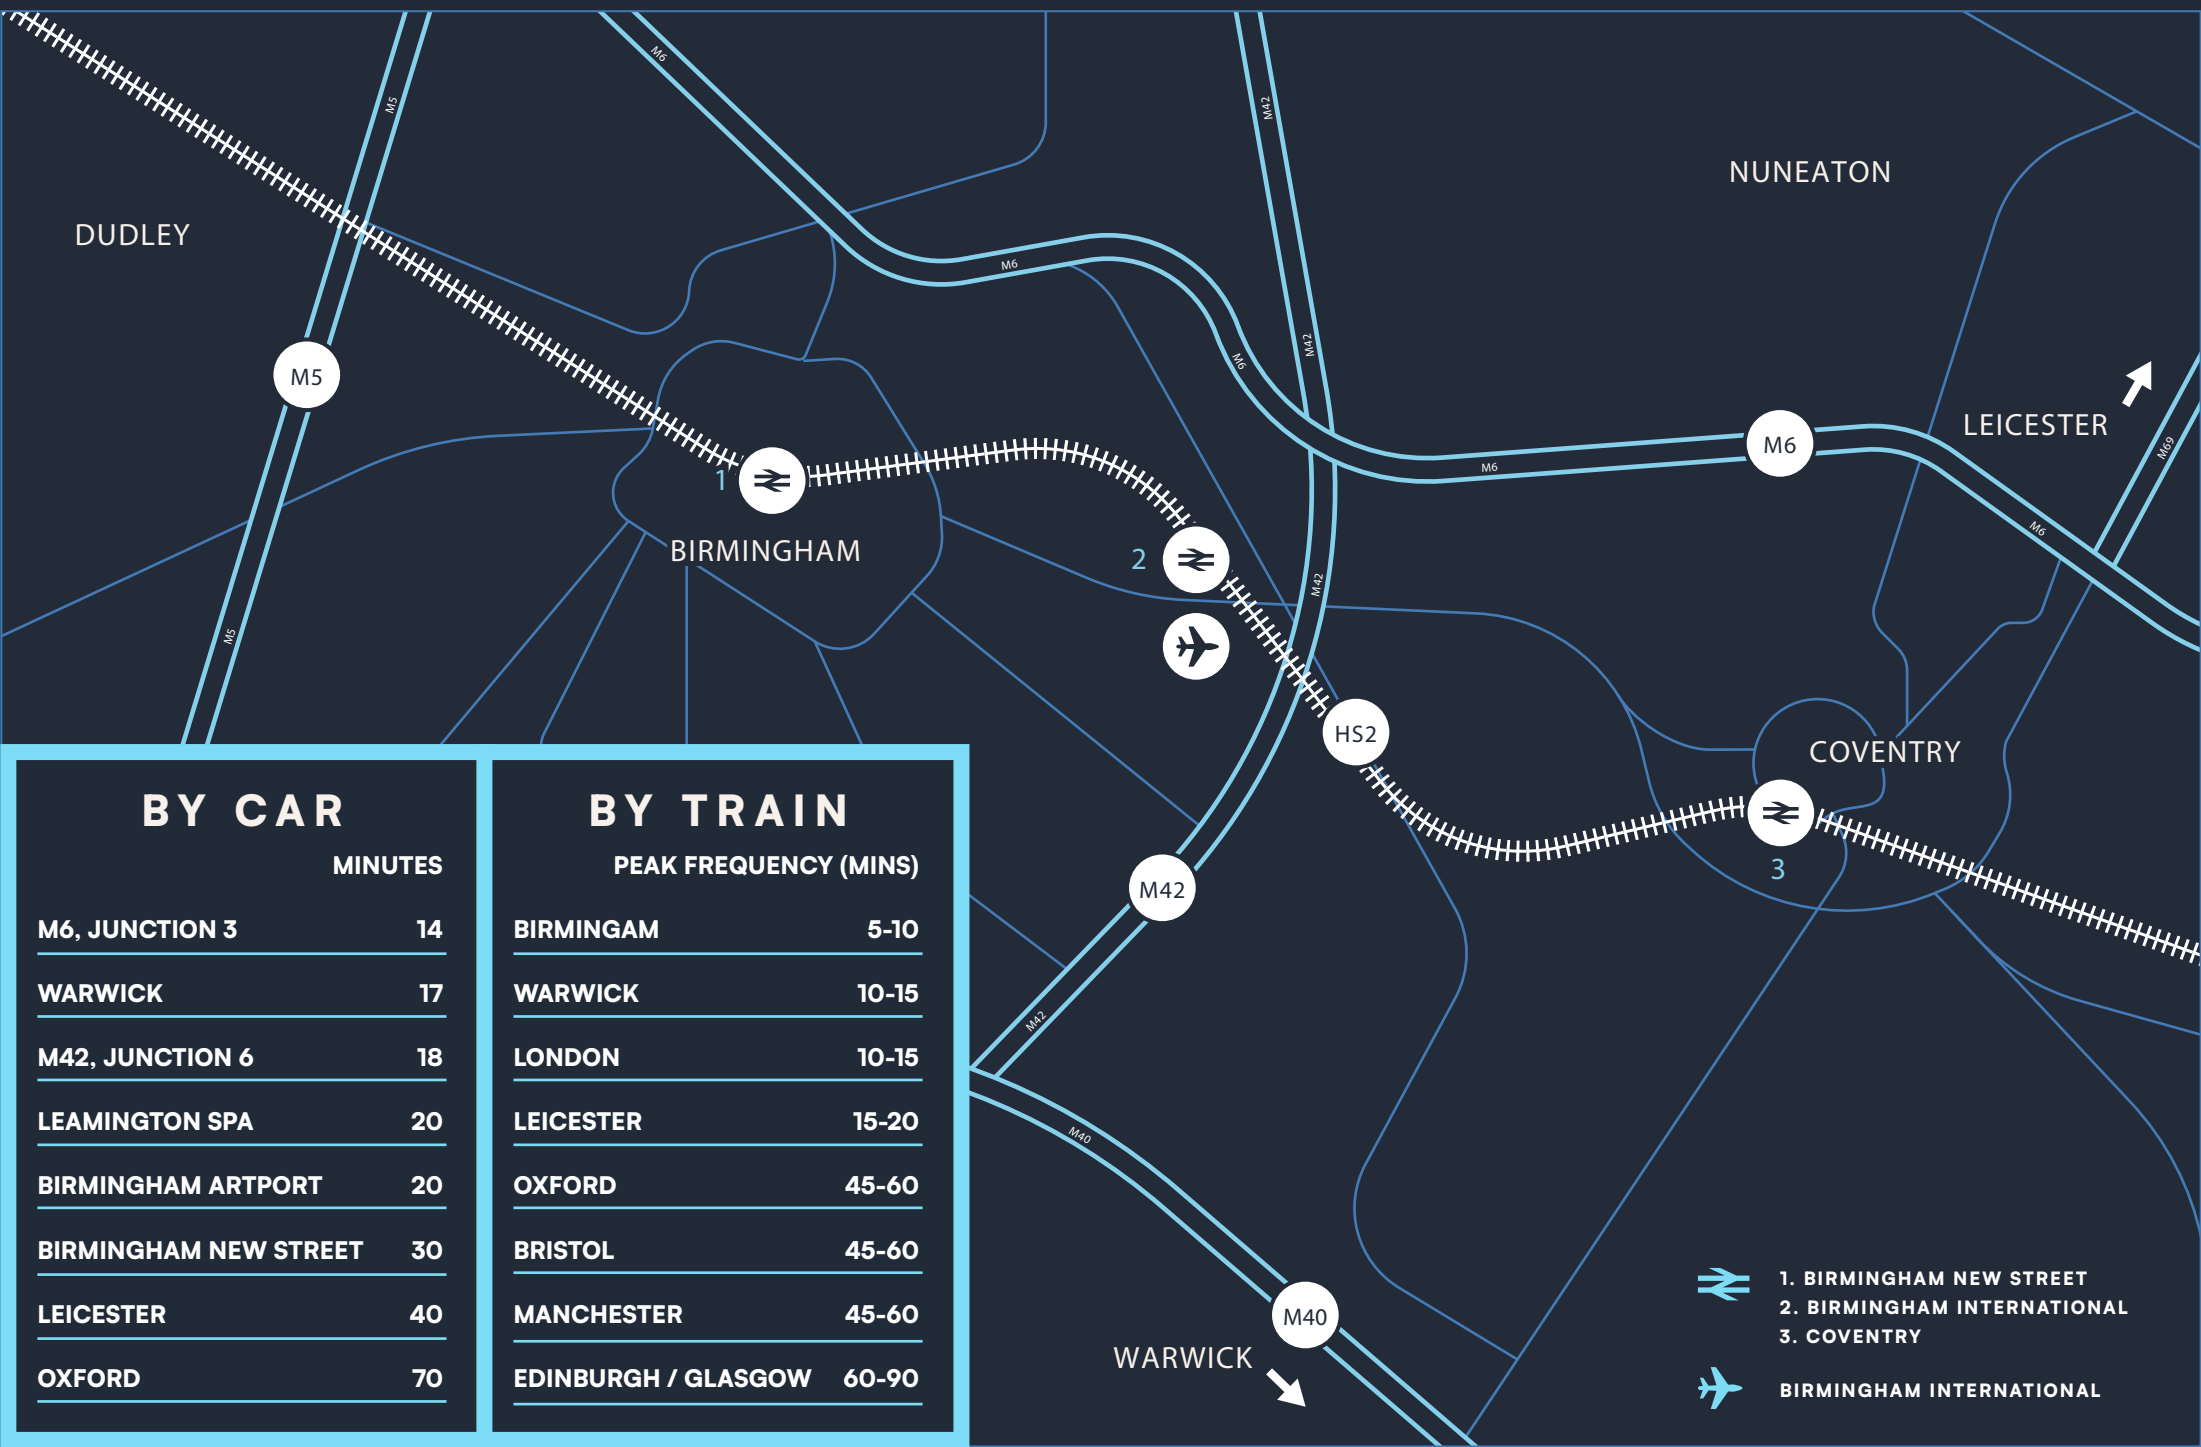 M6
M5
M42
NUNEATON
DUDLEY
M6
M42
M6
M5
LEICESTER
M6
M69
M6
1
M6
BIRMINGHAM
2
M42
M5
HS2
COVENTRY
3
M42
M42
M40
M40
WARWICK
BY CAR
MINUTES
M6, JUNCTION 3 14
WARWICK 17
M42, JUNCTION 6 18
LEAMINGTON SPA 20
BIRMINGHAM ARTPORT 20
BIRMINGHAM NEW STREET 30
LEICESTER 40
OXFORD 70
BY TRAIN
PEAK FREQUENCY (MINS)
BIRMINGAM 5-10
WARWICK 10-15
LONDON 10-15
LEICESTER 15-20
OXFORD 45-60
BRISTOL 45-60
MANCHESTER 45-60
EDINBURGH / GLASGOW 60-90
1. BIRMINGHAM NEW STREET
2. BIRMINGHAM INTERNATIONAL
3. COVENTRY
BIRMINGHAM INTERNATIONAL